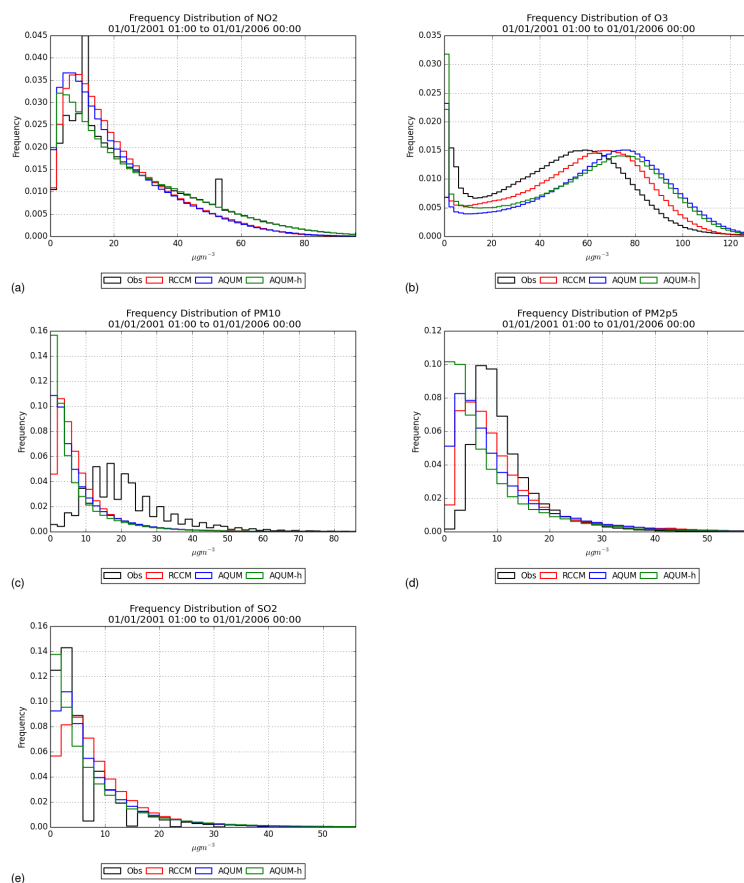 Frequency Distribution of NO2
01/01/2001 01:00 to 01/01/2006 00:00
0.045
0.040
0.035
0.030
0.025
0.020
0.015
0.010
0.005
0.000
Frequency
0 20 40 60 80
μgm⁻³
(a)
Obs RCCM AQUM AQUM-h
Frequency Distribution of O3
01/01/2001 01:00 to 01/01/2006 00:00
0.035
0.030
0.025
0.020
0.015
0.010
0.005
0.000
Frequency
0 20 40 60 80 100 120
μgm⁻³
(b)
Obs RCCM AQUM AQUM-h
Frequency Distribution of PM10
01/01/2001 01:00 to 01/01/2006 00:00
0.16
0.14
0.12
0.10
0.08
0.06
0.04
0.02
0.00
Frequency
0 10 20 30 40 50 60 70 80
μgm⁻³
(c)
Obs RCCM AQUM AQUM-h
Frequency Distribution of PM2p5
01/01/2001 01:00 to 01/01/2006 00:00
0.12
0.10
0.08
0.06
0.04
0.02
0.00
Frequency
0 10 20 30 40 50
μgm⁻³
(d)
Obs RCCM AQUM AQUM-h
Frequency Distribution of SO2
01/01/2001 01:00 to 01/01/2006 00:00
0.16
0.14
0.12
0.10
0.08
0.06
0.04
0.02
0.00
Frequency
0 10 20 30 40 50
μgm⁻³
(e)
Obs RCCM AQUM AQUM-h